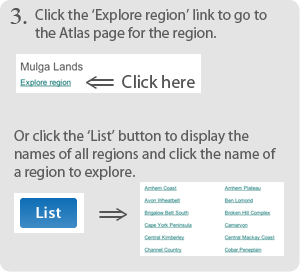 3. Click the ‘Explore region’ link to go to
the Atlas page for the region.
Mulga Lands
Explore region
Click here
Or click the ‘List’ button to display the
names of all regions and click the name of
a region to explore.
List
Arnhem Coast Arnhem Plateau
Avon Wheatbelt Ben Lomond
Brigalow Belt South Broken Hill Complex
Cape York Peninsula Carnarvon
Central Kimberley Central Mackay Coast
Channel Country Cobar Peneplain